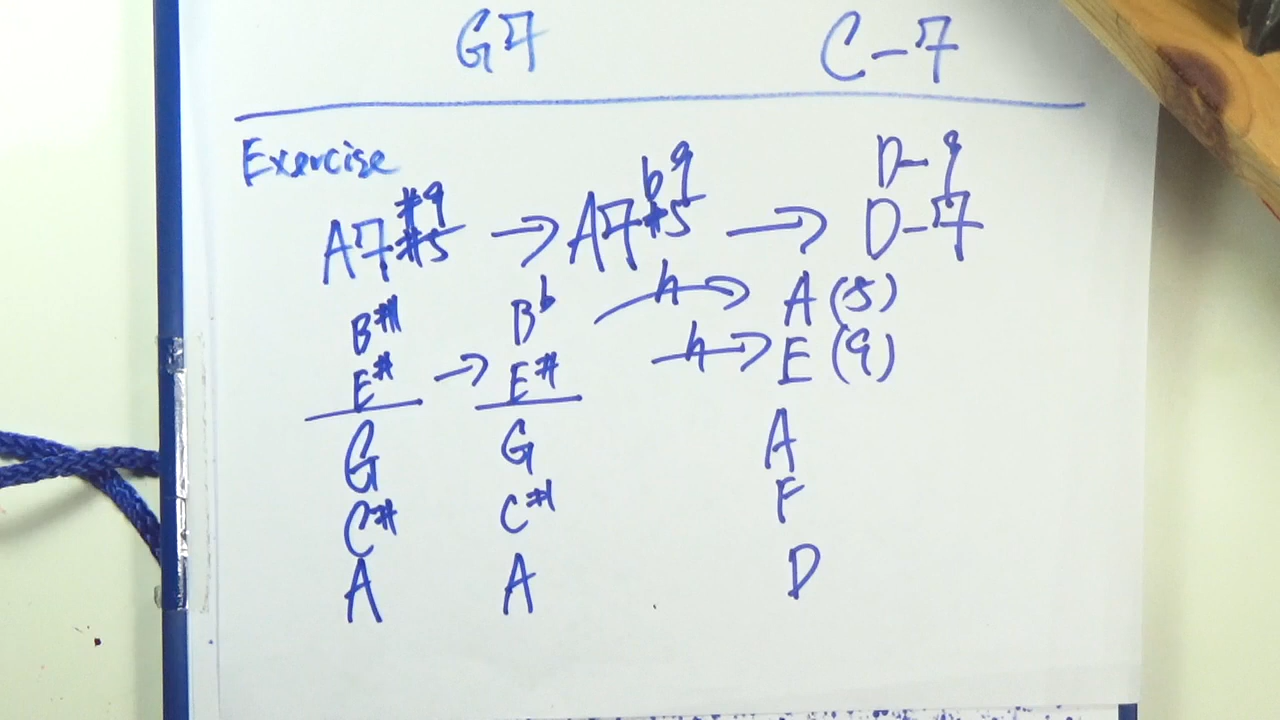 G7 C-7
Exercise
D-9
A7#9#5 → A7b9#5 → D-7
B# Bb h→ A (5)
E# → E# h→ E (9)
G G A
C# C# F
A A D